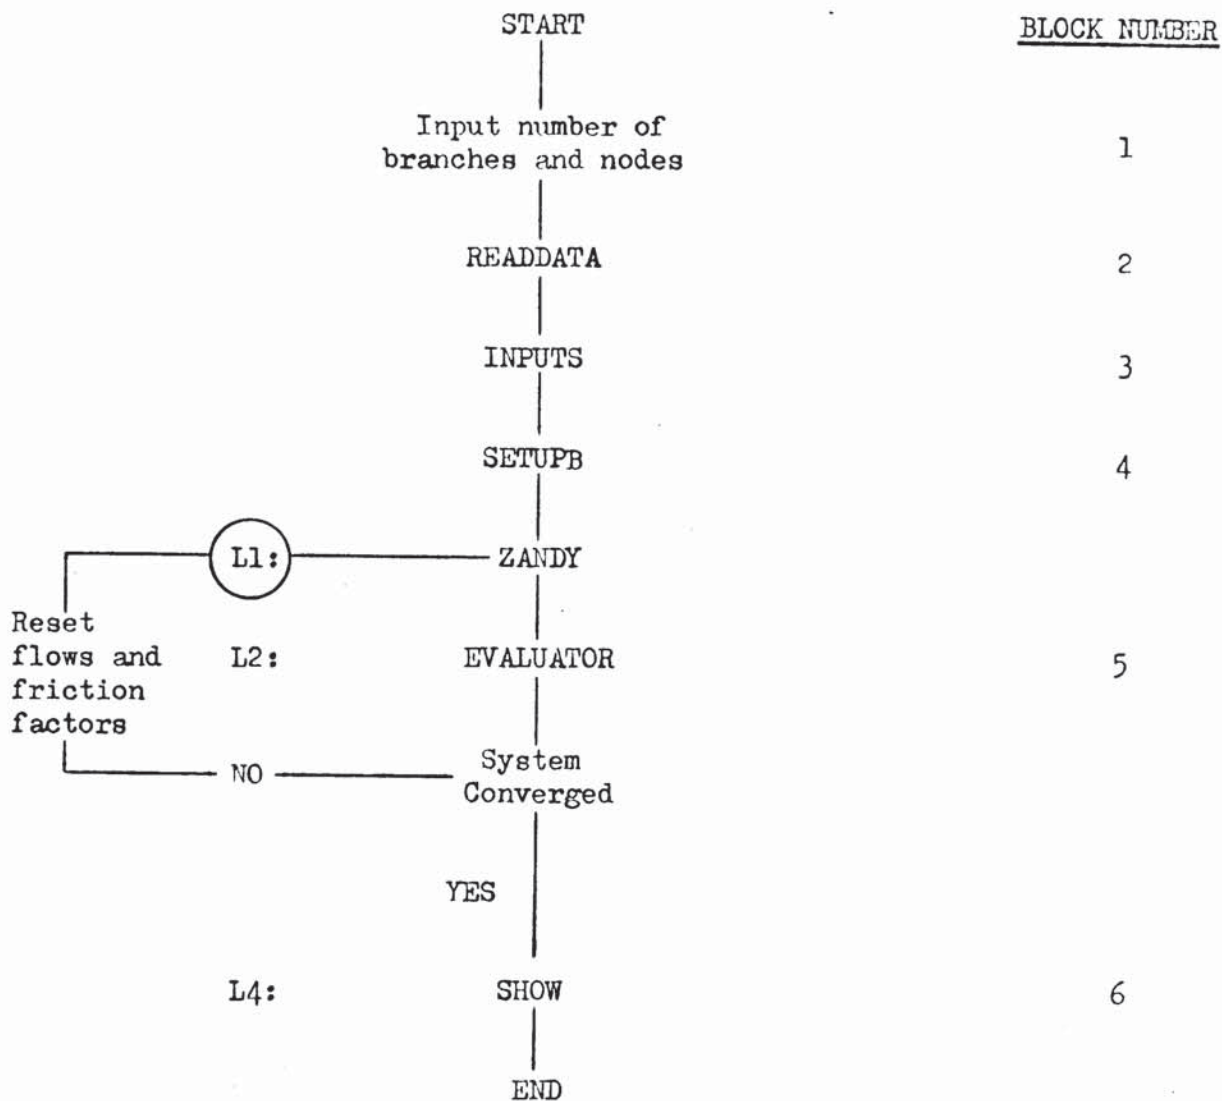 START
BLOCK NUMBER
Input number of
branches and nodes
1
READDATA
2
INPUTS
3
SETUPB
4
L1:
ZANDY
Reset
flows and
friction
factors
L2:
EVALUATOR
5
NO
System
Converged
YES
L4:
SHOW
6
END